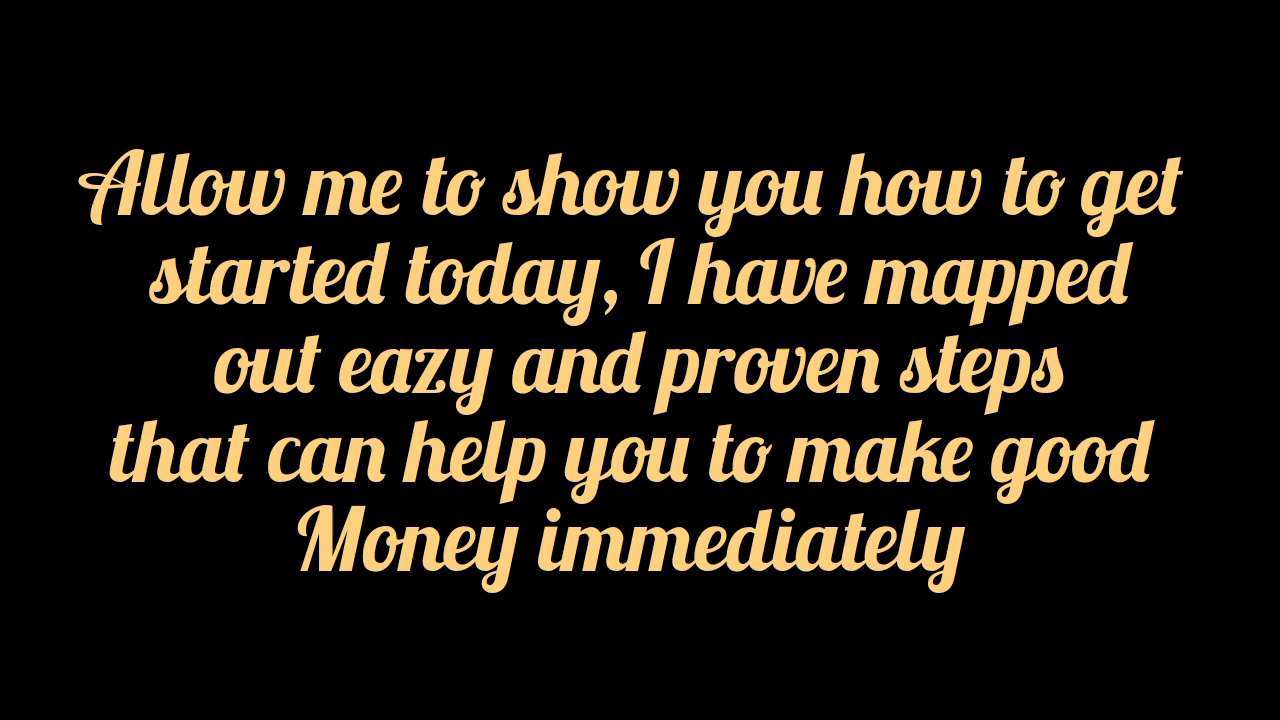 Allow me to show you how to get
started today, I have mapped
out eazy and proven steps
that can help you to make good
Money immediately